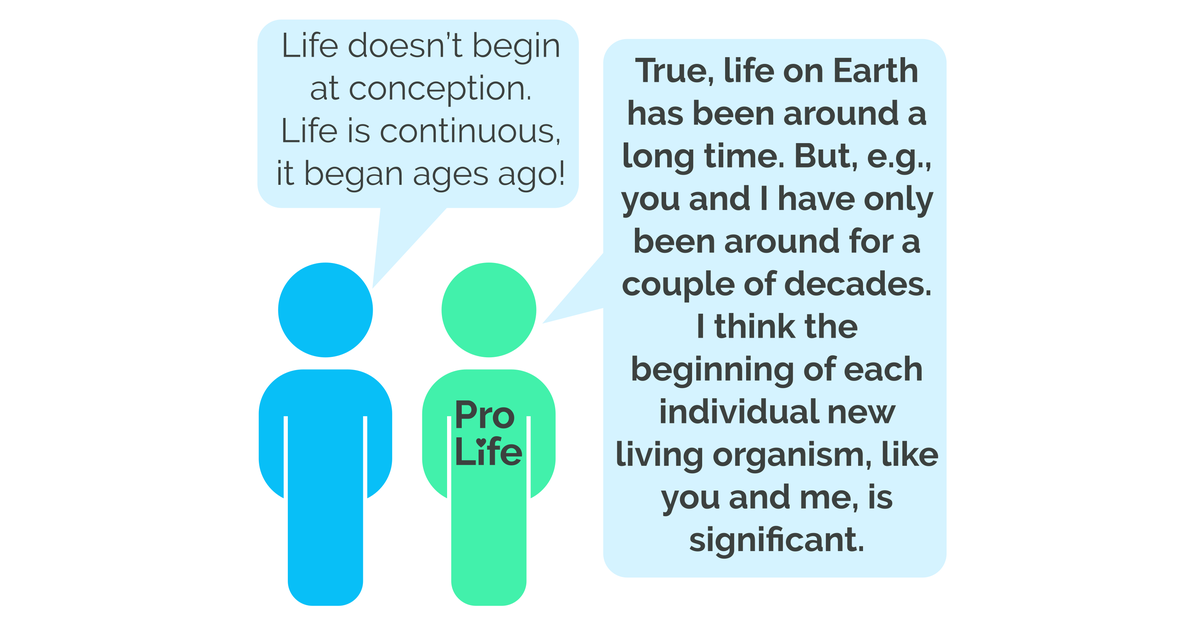 Life doesn’t begin
at conception.
Life is continuous,
it began ages ago!
True, life on Earth
has been around a
long time. But, e.g.,
you and I have only
been around for a
couple of decades.
I think the
beginning of each
individual new
living organism, like
you and me, is
significant.
Pro
Life